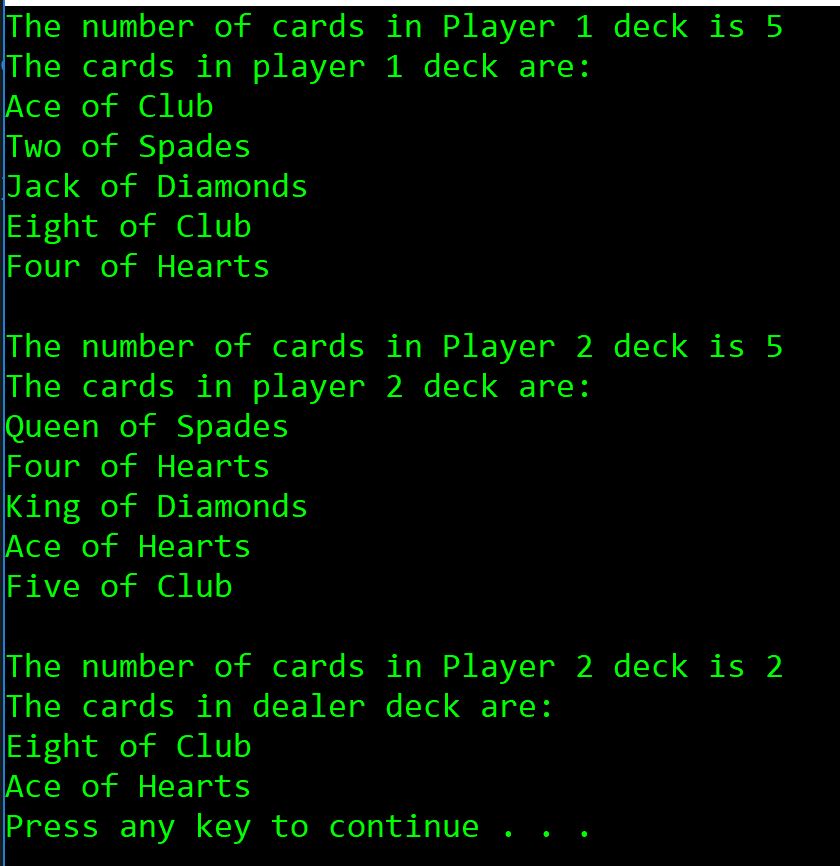 The number of cards in Player 1 deck is 5
The cards in player 1 deck are:
Ace of Club
Two of Spades
Jack of Diamonds
Eight of Club
Four of Hearts
The number of cards in Player 2 deck is 5
The cards in player 2 deck are:
Queen of Spades
Four of Hearts
King of Diamonds
Ace of Hearts
Five of Club
The number of cards in Player 2 deck is 2
The cards in dealer deck are:
Eight of Club
Ace of Hearts
Press any key to continue . . .